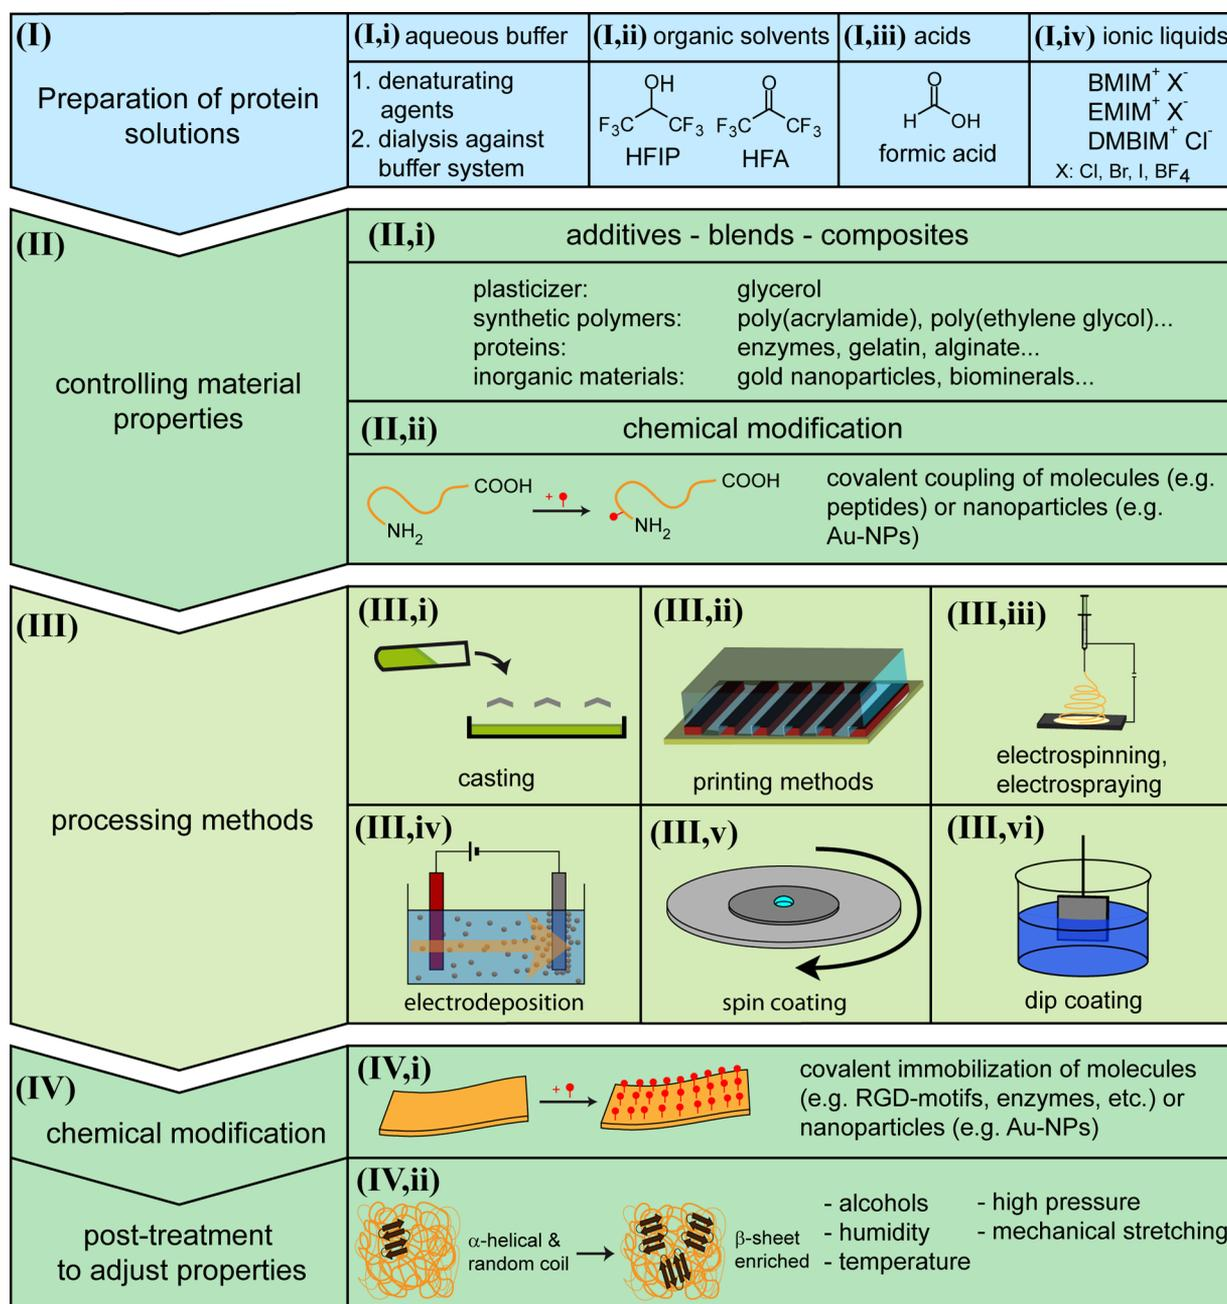 (I)
Preparation of protein
solutions
(I,i) aqueous buffer
1. denaturating
agents
2. dialysis against
buffer system
(I,ii) organic solvents
OH
F3C CF3
HFIP
O
F3C CF3
HFA
(I,iii) acids
O
H OH
formic acid
(I,iv) ionic liquids
BMIM+ X-
EMIM+ X-
DMBIM+ Cl-
X: Cl, Br, I, BF4
(II)
controlling material
properties
(II,i) additives - blends - composites
plasticizer: glycerol
synthetic polymers: poly(acrylamide), poly(ethylene glycol)...
proteins: enzymes, gelatin, alginate...
inorganic materials: gold nanoparticles, biominerals...
(II,ii) chemical modification
COOH
NH2
+
COOH
NH2
covalent coupling of molecules (e.g.
peptides) or nanoparticles (e.g.
Au-NPs)
(III)
processing methods
(III,i)
casting
(III,ii)
printing methods
(III,iii)
electrospinning,
electrospraying
(III,iv)
electrodeposition
(III,v)
spin coating
(III,vi)
dip coating
(IV)
chemical modification
(IV,i)
+
covalent immobilization of molecules
(e.g. RGD-motifs, enzymes, etc.) or
nanoparticles (e.g. Au-NPs)
post-treatment
to adjust properties
(IV,ii)
α-helical &
random coil
β-sheet
enriched
- alcohols
- humidity
- temperature
- high pressure
- mechanical stretching